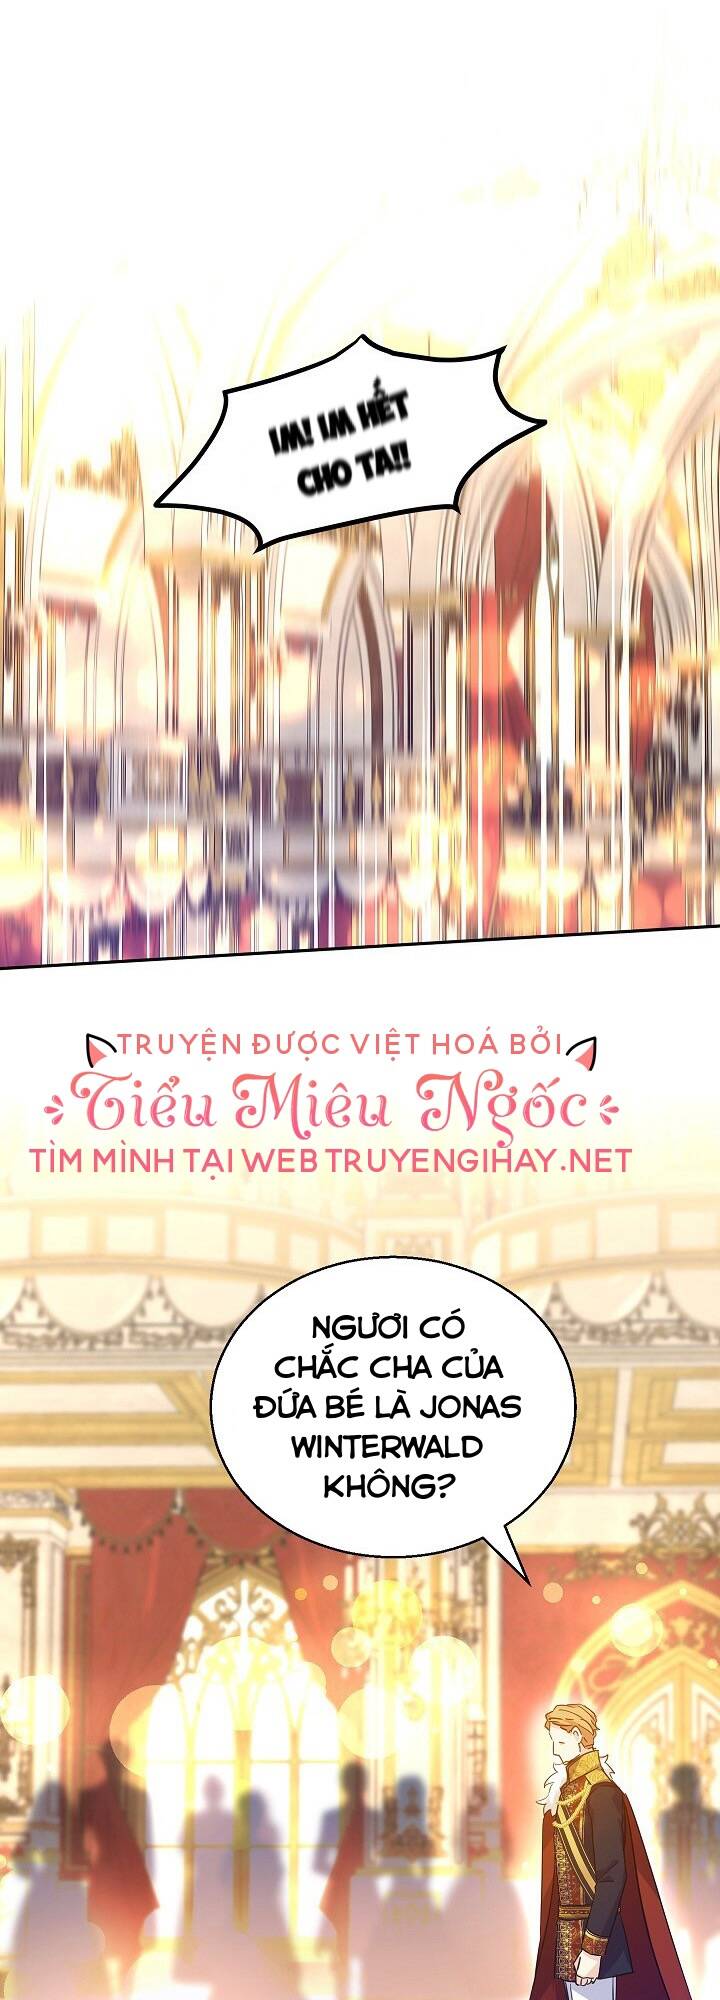 IM! IM HẾT
CHO TA!!
TRUYỆN ĐƯỢC VIỆT HOÁ BỞI
Tiểu Miêu Ngốc
TÌM MÌNH TẠI WEB TRUYENGIHAY.NET
NGƯƠI CÓ
CHẮC CHA CỦA
ĐỨA BÉ LÀ JONAS
WINTERWALD
KHÔNG?